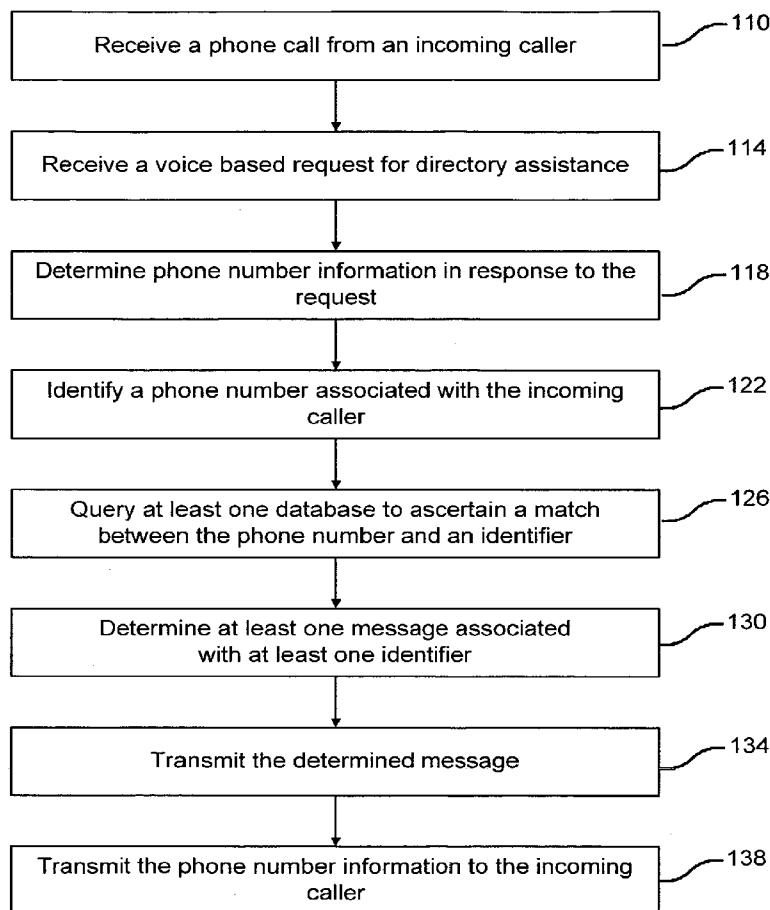 Receive a phone call from an incoming caller
110
Receive a voice based request for directory assistance
114
Determine phone number information in response to the
request
118
Identify a phone number associated with the incoming
caller
122
Query at least one database to ascertain a match
between the phone number and an identifier
126
Determine at least one message associated
with at least one identifier
130
Transmit the determined message
134
Transmit the phone number information to the incoming
caller
138